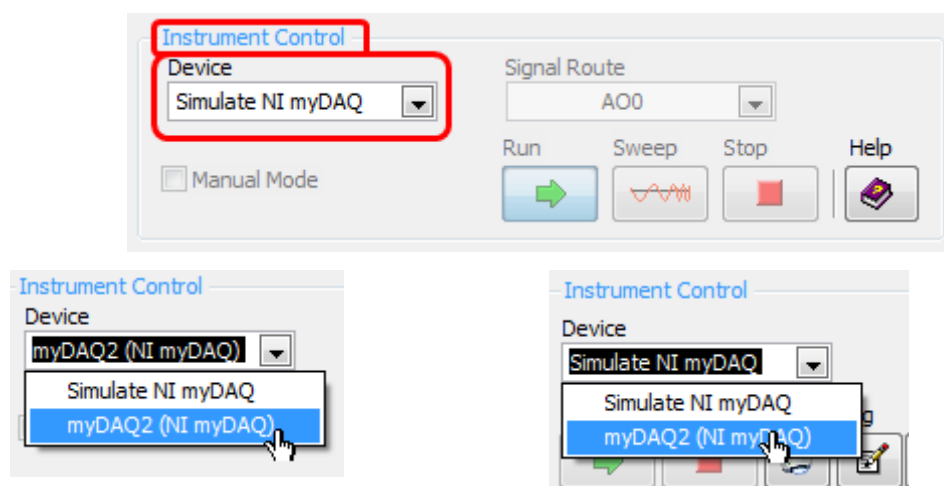 Instrument Control
Device
Signal Route
Simulate NI myDAQ
AO0
Run
Sweep
Stop
Help
Manual Mode
Instrument Control
Device
myDAQ2 (NI myDAQ)
Simulate NI myDAQ
myDAQ2 (NI myDAQ)
Instrument Control
Device
Simulate NI myDAQ
Simulate NI myDAQ
myDAQ2 (NI myDAQ)
g